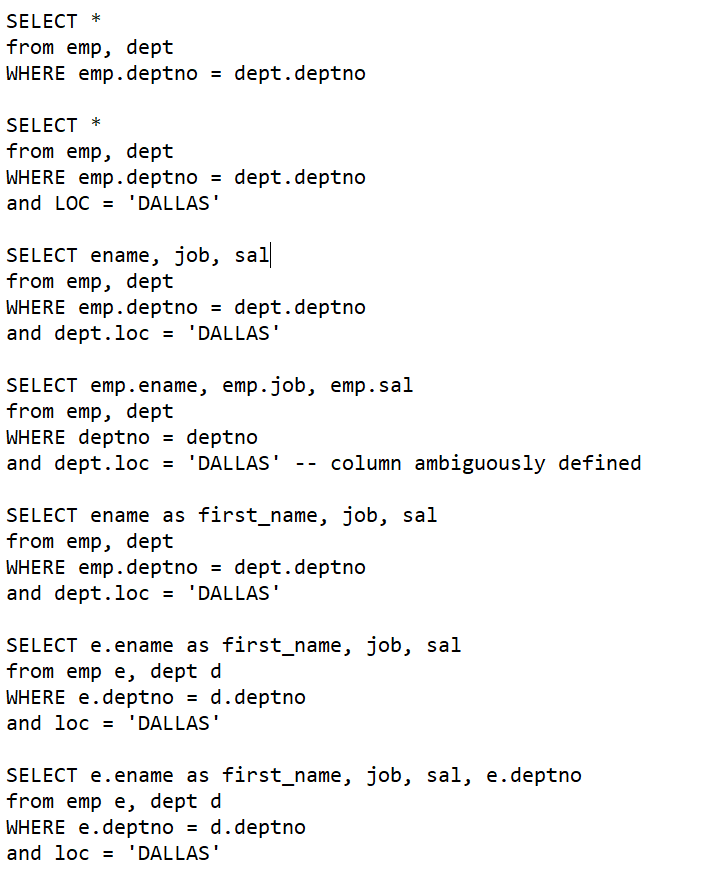 SELECT *
from emp, dept
WHERE emp.deptno = dept.deptno

SELECT *
from emp, dept
WHERE emp.deptno = dept.deptno
and LOC = 'DALLAS'

SELECT ename, job, sal
from emp, dept
WHERE emp.deptno = dept.deptno
and dept.loc = 'DALLAS'

SELECT emp.ename, emp.job, emp.sal
from emp, dept
WHERE deptno = deptno
and dept.loc = 'DALLAS' -- column ambiguously defined

SELECT ename as first_name, job, sal
from emp, dept
WHERE emp.deptno = dept.deptno
and dept.loc = 'DALLAS'

SELECT e.ename as first_name, job, sal
from emp e, dept d
WHERE e.deptno = d.deptno
and loc = 'DALLAS'

SELECT e.ename as first_name, job, sal, e.deptno
from emp e, dept d
WHERE e.deptno = d.deptno
and loc = 'DALLAS'